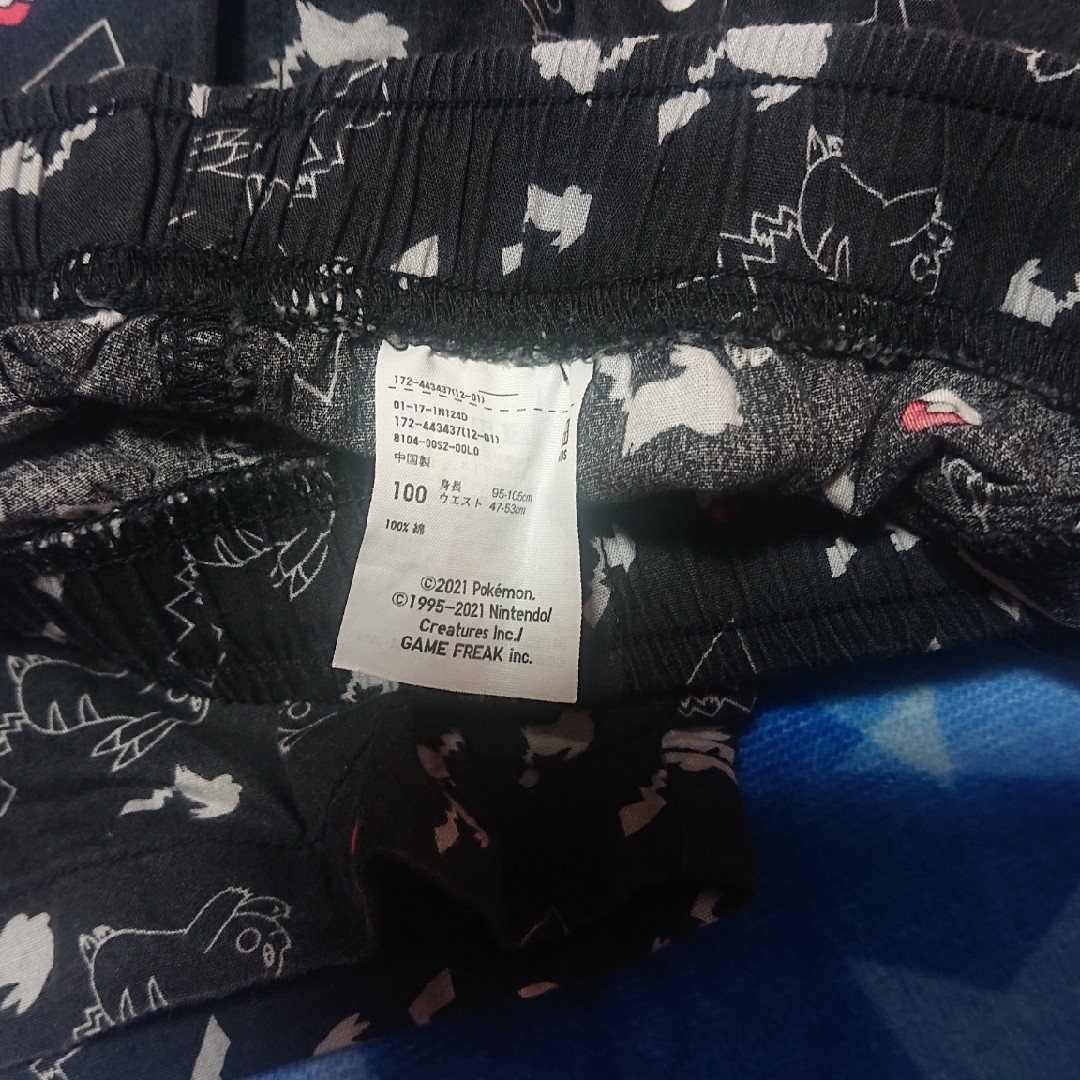 172-443437(12-01)
01-17-1N124D
172-443437(12-01)
8104-0052-00L0
中国製
100 身長 95-105cm
ウエスト 47-53cm
100% 綿
©2021 Pokémon.
©1995-2021 Nintendo/
Creatures Inc./
GAME FREAK inc.